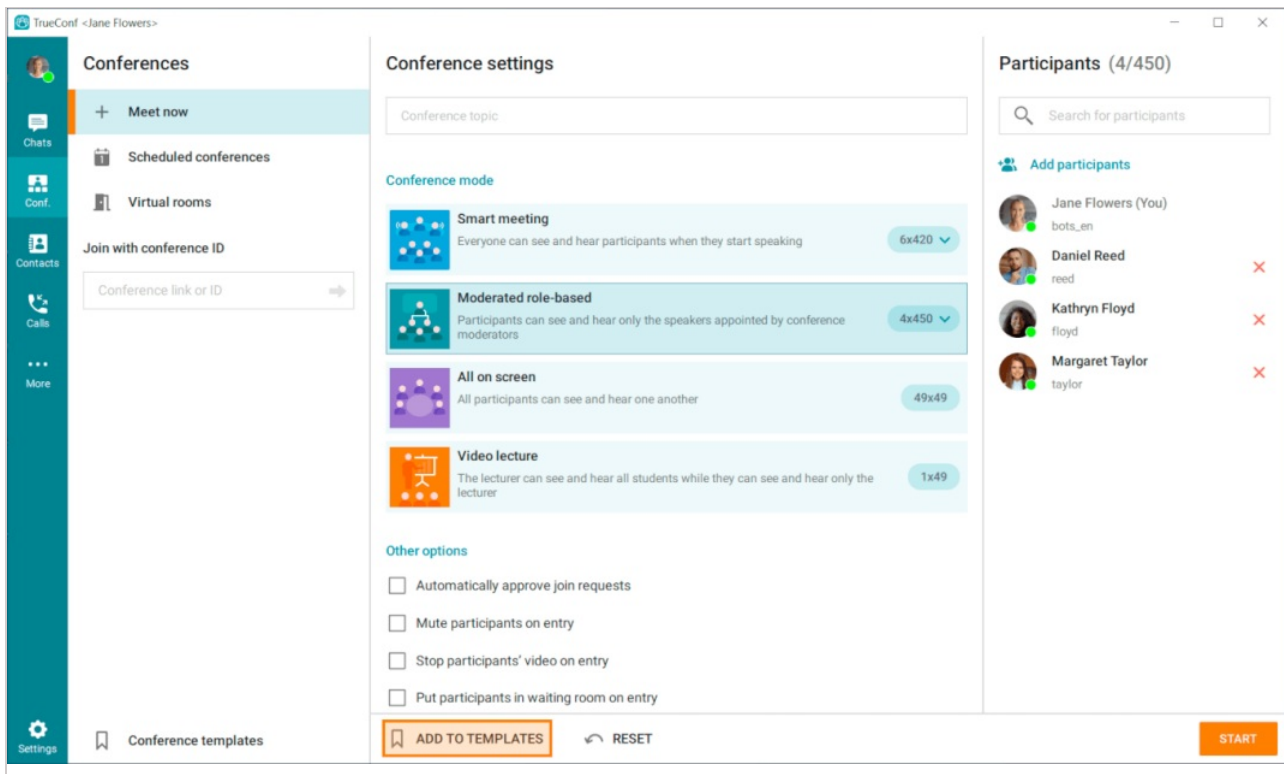 TrueConf <Jane Flowers>
Chats
Conf.
Contacts
Calls
More
Settings
Conferences
Meet now
1
Scheduled conferences
Virtual rooms
Join with conference ID
Conference link or ID
Conference templates
Conference settings
Conference topic
Conference mode
Smart meeting
Everyone can see and hear participants when they start speaking
6x420
Moderated role-based
Participants can see and hear only the speakers appointed by conference
moderators
4x450
All on screen
All participants can see and hear one another
49x49
Video lecture
The lecturer can see and hear all students while they can see and hear only the
lecturer
1x49
Other options
Automatically approve join requests
Mute participants on entry
Stop participants' video on entry
Put participants in waiting room on entry
ADD TO TEMPLATES
RESET
Participants (4/450)
Search for participants
Add participants
Jane Flowers (You)
bots_en
Daniel Reed
reed
Kathryn Floyd
floyd
Margaret Taylor
taylor
START